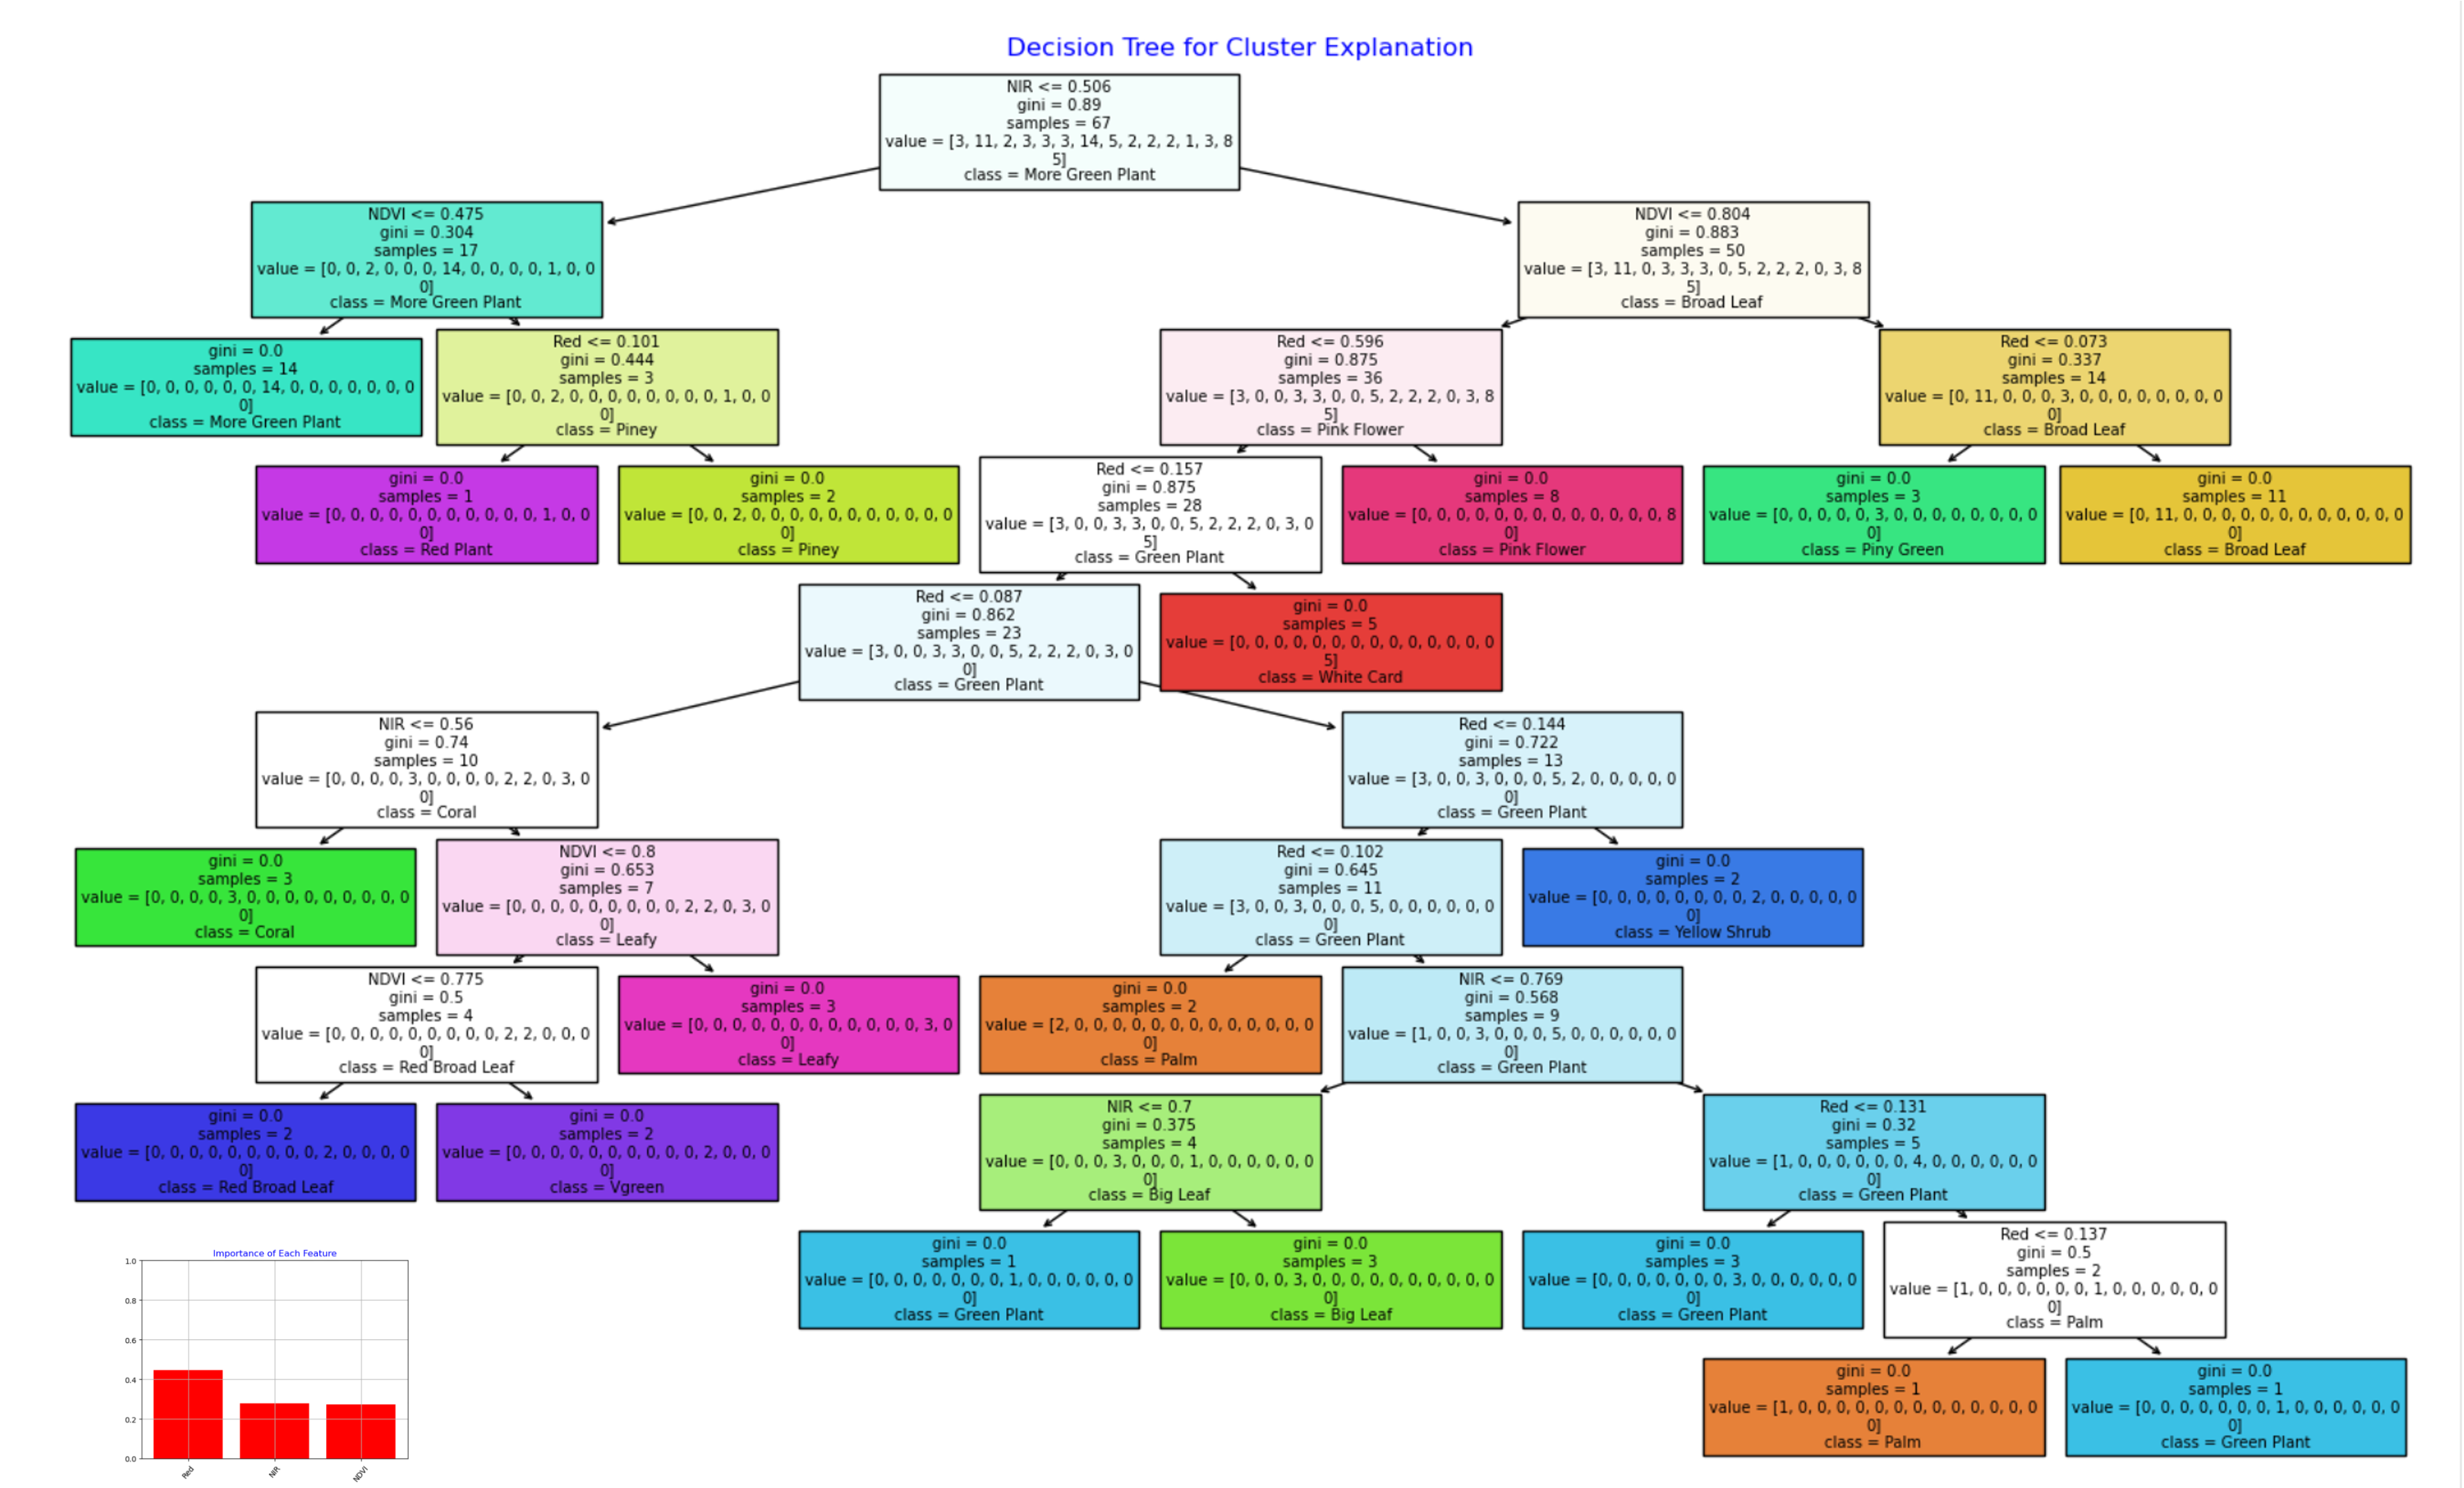 Decision Tree for Cluster Explanation
NIR <= 0.506
gini = 0.89
samples = 67
value = [3, 11, 2, 3, 3, 3, 14, 5, 2, 2, 2, 1, 3, 8
5]
class = More Green Plant
NDVI <= 0.475
gini = 0.304
samples = 17
value = [0, 0, 2, 0, 0, 0, 14, 0, 0, 0, 0, 1, 0, 0
0]
class = More Green Plant
NDVI <= 0.804
gini = 0.883
samples = 50
value = [3, 11, 0, 3, 3, 3, 0, 5, 2, 2, 2, 0, 3, 8
5]
class = Broad Leaf
gini = 0.0
samples = 14
value = [0, 0, 0, 0, 0, 0, 14, 0, 0, 0, 0, 0, 0, 0
0]
class = More Green Plant
Red <= 0.101
gini = 0.444
samples = 3
value = [0, 0, 2, 0, 0, 0, 0, 0, 0, 0, 0, 1, 0, 0
0]
class = Piney
Red <= 0.596
gini = 0.875
samples = 36
value = [3, 0, 0, 3, 3, 0, 0, 5, 2, 2, 2, 0, 3, 8
5]
class = Pink Flower
Red <= 0.073
gini = 0.337
samples = 14
value = [0, 11, 0, 0, 0, 3, 0, 0, 0, 0, 0, 0, 0, 0
0]
class = Broad Leaf
gini = 0.0
samples = 1
value = [0, 0, 0, 0, 0, 0, 0, 0, 0, 0, 0, 1, 0, 0
0]
class = Red Plant
gini = 0.0
samples = 2
value = [0, 0, 2, 0, 0, 0, 0, 0, 0, 0, 0, 0, 0, 0
0]
class = Piney
Red <= 0.157
gini = 0.875
samples = 28
value = [3, 0, 0, 3, 3, 0, 0, 5, 2, 2, 2, 0, 3, 0
5]
class = Green Plant
gini = 0.0
samples = 8
value = [0, 0, 0, 0, 0, 0, 0, 0, 0, 0, 0, 0, 0, 8
0]
class = Pink Flower
gini = 0.0
samples = 3
value = [0, 0, 0, 0, 0, 3, 0, 0, 0, 0, 0, 0, 0, 0
0]
class = Piny Green
gini = 0.0
samples = 11
value = [0, 11, 0, 0, 0, 0, 0, 0, 0, 0, 0, 0, 0, 0
0]
class = Broad Leaf
Red <= 0.087
gini = 0.862
samples = 23
value = [3, 0, 0, 3, 3, 0, 0, 5, 2, 2, 2, 0, 3, 0
0]
class = Green Plant
gini = 0.0
samples = 5
value = [0, 0, 0, 0, 0, 0, 0, 0, 0, 0, 0, 0, 0, 0
5]
class = White Card
NIR <= 0.56
gini = 0.74
samples = 10
value = [0, 0, 0, 0, 3, 0, 0, 0, 0, 2, 2, 0, 3, 0
0]
class = Coral
Red <= 0.144
gini = 0.722
samples = 13
value = [3, 0, 0, 3, 0, 0, 0, 5, 2, 0, 0, 0, 0, 0
0]
class = Green Plant
gini = 0.0
samples = 3
value = [0, 0, 0, 0, 3, 0, 0, 0, 0, 0, 0, 0, 0, 0
0]
class = Coral
NDVI <= 0.8
gini = 0.653
samples = 7
value = [0, 0, 0, 0, 0, 0, 0, 0, 0, 2, 2, 0, 3, 0
0]
class = Leafy
Red <= 0.102
gini = 0.645
samples = 11
value = [3, 0, 0, 3, 0, 0, 0, 5, 0, 0, 0, 0, 0, 0
0]
class = Green Plant
gini = 0.0
samples = 2
value = [0, 0, 0, 0, 0, 0, 0, 0, 2, 0, 0, 0, 0, 0
0]
class = Yellow Shrub
NDVI <= 0.775
gini = 0.5
samples = 4
value = [0, 0, 0, 0, 0, 0, 0, 0, 0, 2, 2, 0, 0, 0
0]
class = Red Broad Leaf
gini = 0.0
samples = 3
value = [0, 0, 0, 0, 0, 0, 0, 0, 0, 0, 0, 0, 3, 0
0]
class = Leafy
gini = 0.0
samples = 2
value = [2, 0, 0, 0, 0, 0, 0, 0, 0, 0, 0, 0, 0, 0
0]
class = Palm
NIR <= 0.769
gini = 0.568
samples = 9
value = [1, 0, 0, 3, 0, 0, 0, 5, 0, 0, 0, 0, 0, 0
0]
class = Green Plant
gini = 0.0
samples = 2
value = [0, 0, 0, 0, 0, 0, 0, 0, 0, 2, 0, 0, 0, 0
0]
class = Red Broad Leaf
gini = 0.0
samples = 2
value = [0, 0, 0, 0, 0, 0, 0, 0, 0, 0, 2, 0, 0, 0
0]
class = Vgreen
NIR <= 0.7
gini = 0.375
samples = 4
value = [0, 0, 0, 3, 0, 0, 0, 1, 0, 0, 0, 0, 0, 0
0]
class = Big Leaf
Red <= 0.131
gini = 0.32
samples = 5
value = [1, 0, 0, 0, 0, 0, 0, 4, 0, 0, 0, 0, 0, 0
0]
class = Green Plant
gini = 0.0
samples = 1
value = [0, 0, 0, 0, 0, 0, 0, 1, 0, 0, 0, 0, 0, 0
0]
class = Green Plant
gini = 0.0
samples = 3
value = [0, 0, 0, 3, 0, 0, 0, 0, 0, 0, 0, 0, 0, 0
0]
class = Big Leaf
gini = 0.0
samples = 3
value = [0, 0, 0, 0, 0, 0, 0, 3, 0, 0, 0, 0, 0, 0
0]
class = Green Plant
Red <= 0.137
gini = 0.5
samples = 2
value = [1, 0, 0, 0, 0, 0, 0, 1, 0, 0, 0, 0, 0, 0
0]
class = Palm
gini = 0.0
samples = 1
value = [1, 0, 0, 0, 0, 0, 0, 0, 0, 0, 0, 0, 0, 0
0]
class = Palm
gini = 0.0
samples = 1
value = [0, 0, 0, 0, 0, 0, 0, 1, 0, 0, 0, 0, 0, 0
0]
class = Green Plant
Importance of Each Feature
1.0
0.8
0.6
0.4
0.2
0.0
Red
NIR
NDVI